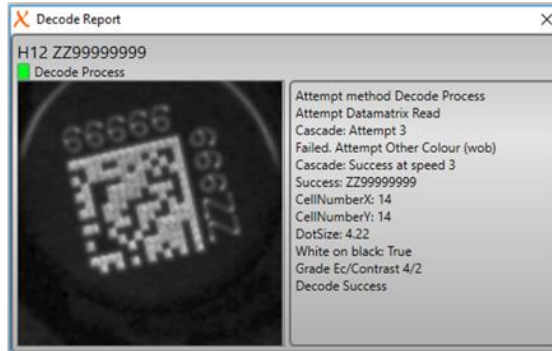 Decode Report
H12 ZZ99999999
Decode Process
99999
666ZZ
Attempt method Decode Process
Attempt Datamatrix Read
Cascade: Attempt 3
Failed. Attempt Other Colour (wob)
Cascade: Success at speed 3
Success: ZZ99999999
CellNumberX: 14
CellNumberY: 14
DotSize: 4.22
White on black: True
Grade Ec/Contrast 4/2
Decode Success